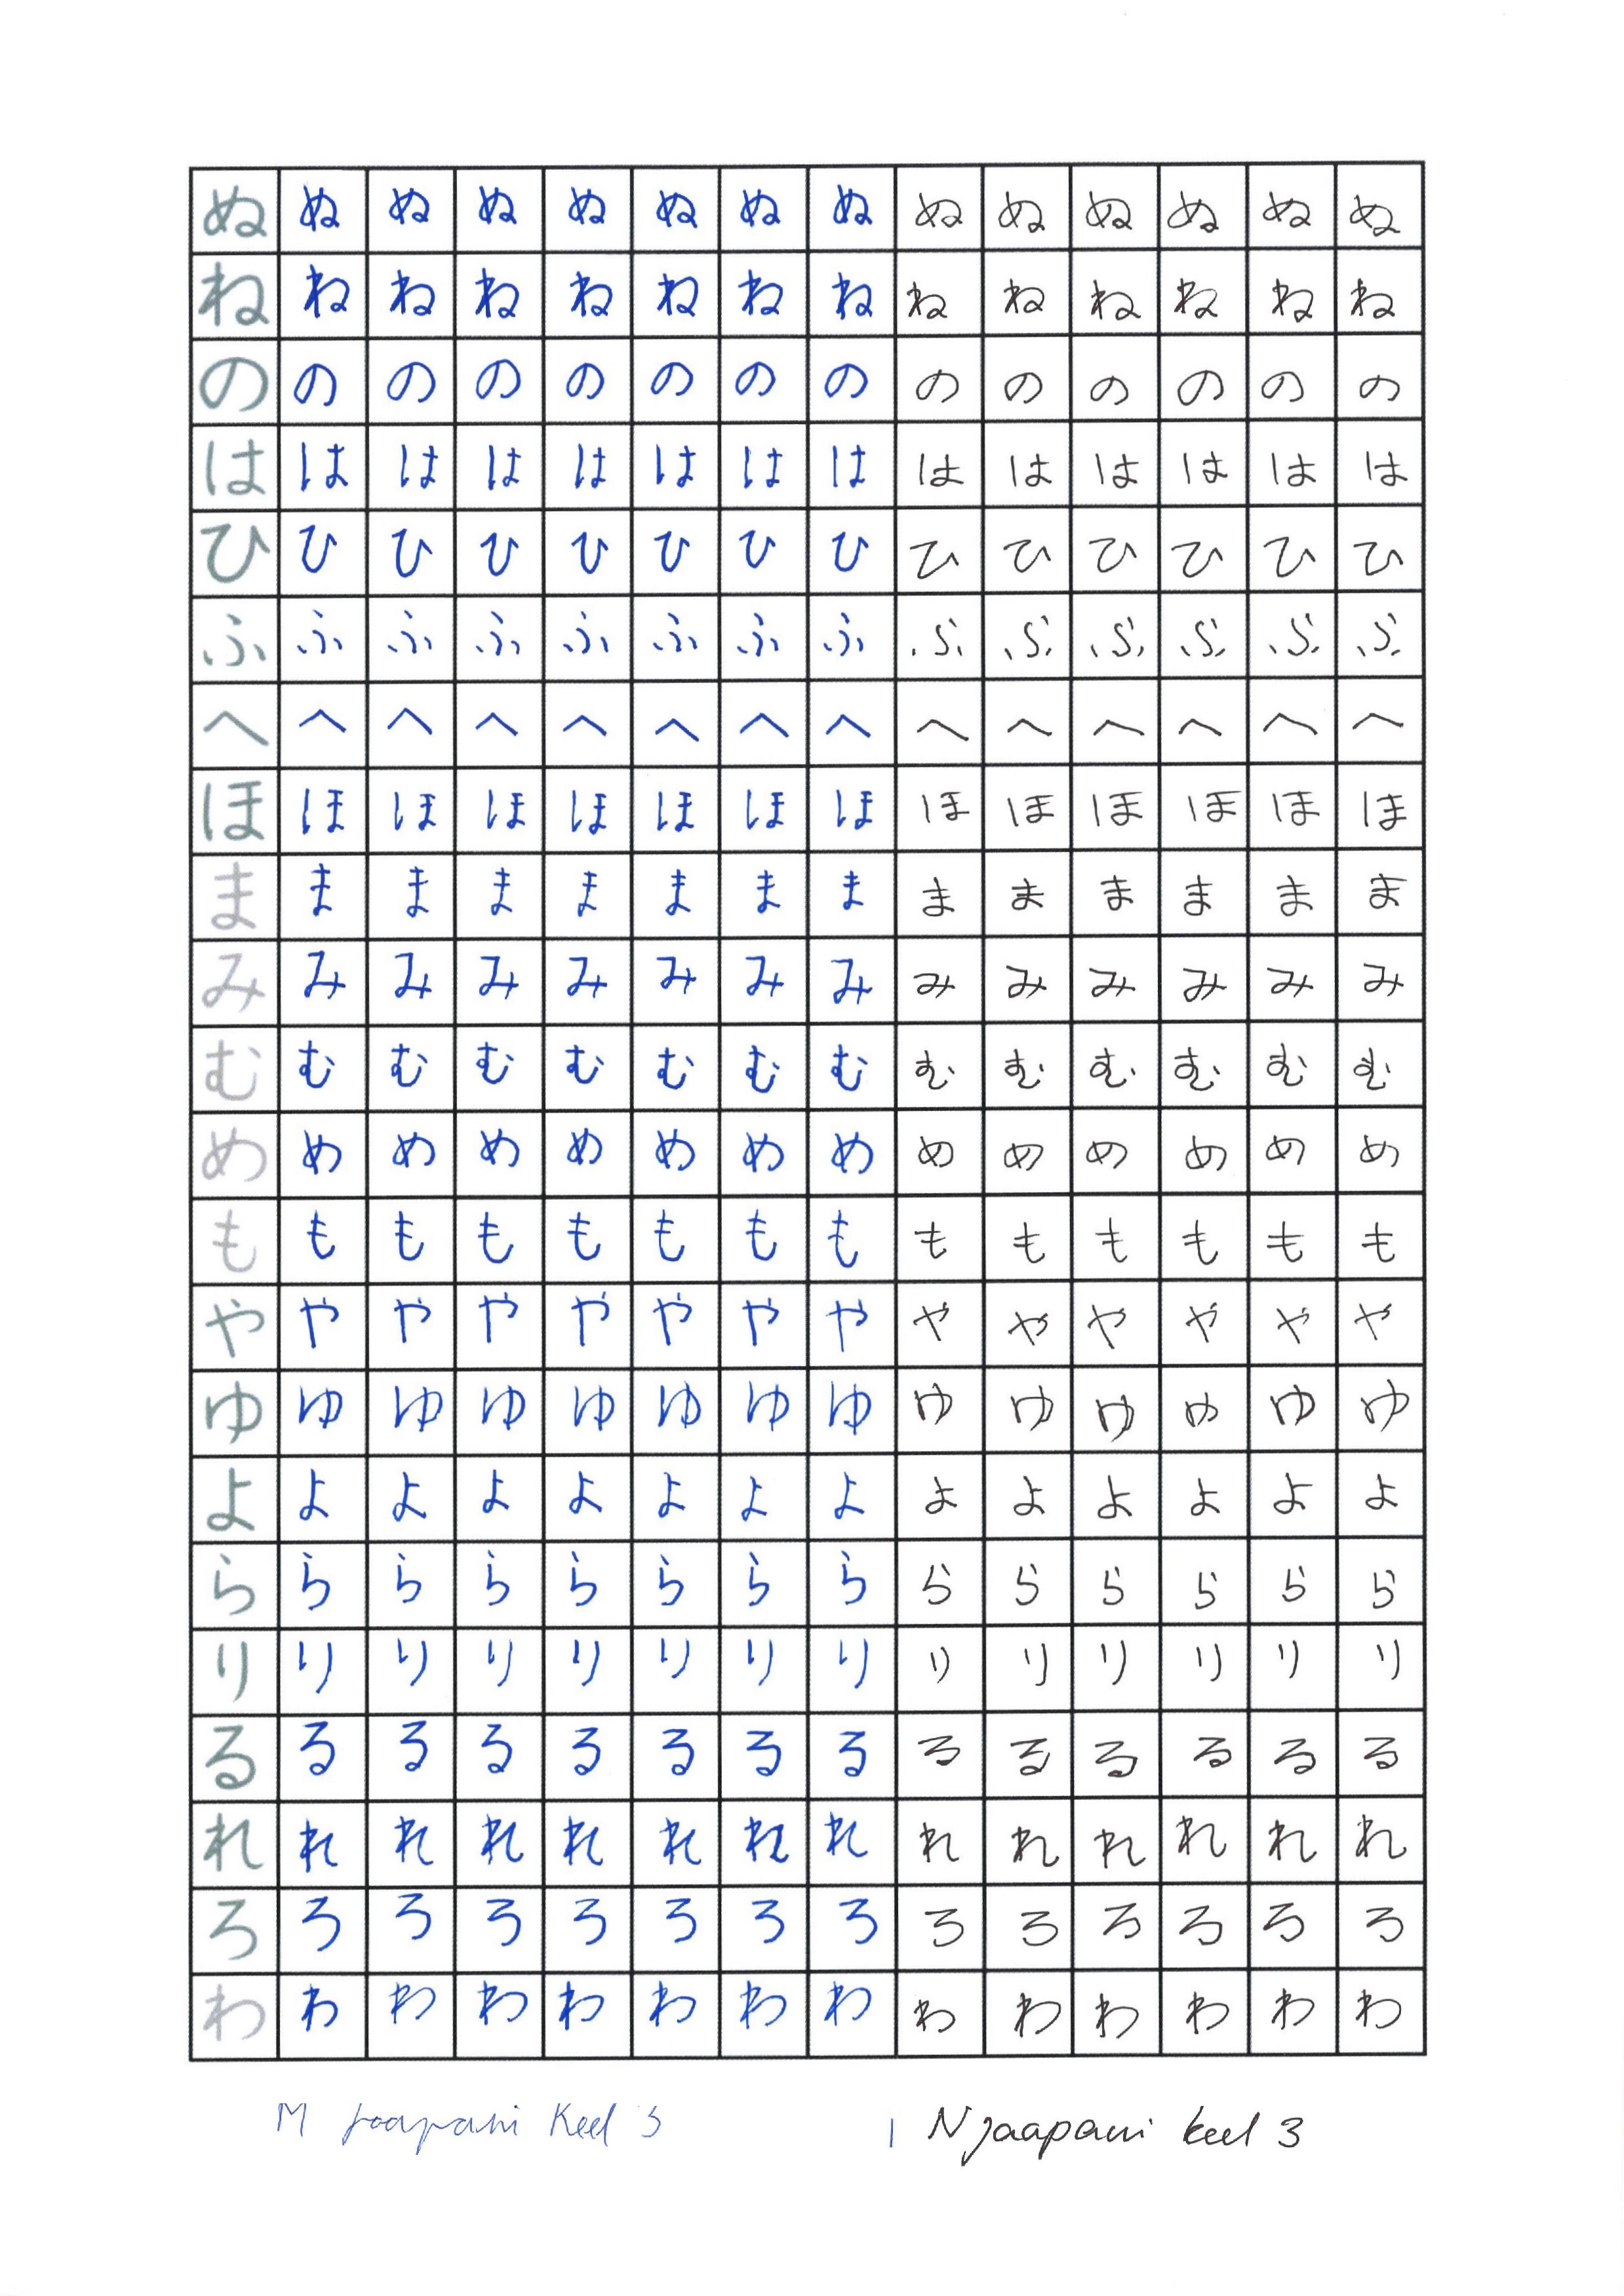 ぬ ぬ ぬ ぬ ぬ ぬ ぬ ぬ ぬ ぬ ぬ ぬ ぬ ぬ
ね ね ね ね ね ね ね ね ね ね ね ね ね ね
の の の の の の の の の の の の の の
は は は は は は は は は は は は は は
ひ ひ ひ ひ ひ ひ ひ ひ ひ ひ ひ ひ ひ ひ
ふ ふ ふ ふ ふ ふ ふ ふ ふ ふ ふ ふ ふ ふ
へ へ へ へ へ へ へ へ へ へ へ へ へ へ
ほ ほ ほ ほ ほ ほ ほ ほ ほ ほ ほ ほ ほ ほ
ま ま ま ま ま ま ま ま ま ま ま ま ま ま
み み み み み み み み み み み み み み
む む む む む む む む む む む む む む
め め め め め め め め め め め め め め
も も も も も も も も も も も も も も
や や や や や や や や や や や や や や
ゆ ゆ ゆ ゆ ゆ ゆ ゆ ゆ ゆ ゆ ゆ ゆ ゆ ゆ
よ よ よ よ よ よ よ よ よ よ よ よ よ よ
ら ら ら ら ら ら ら ら ら ら ら ら ら ら
り り り り り り り り り り り り り り
る る る る る る る る る る る る る る
れ れ れ れ れ れ れ れ れ れ れ れ れ れ
ろ ろ ろ ろ ろ ろ ろ ろ ろ ろ ろ ろ ろ ろ
わ わ わ わ わ わ わ わ わ わ わ わ わ わ
M jaapani Keel 3 | N jaapani keel 3